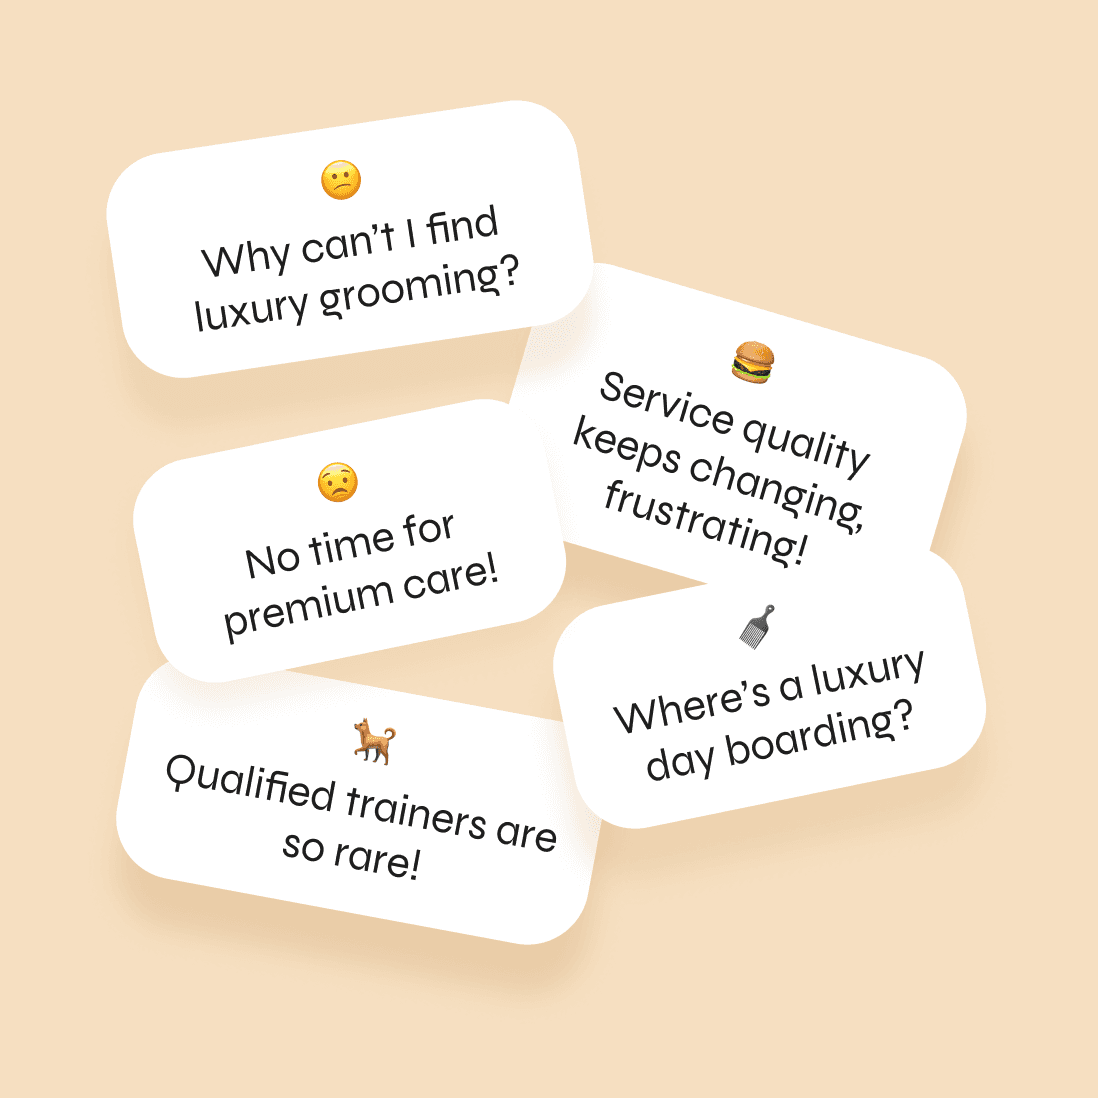 Why can’t I find
luxury grooming?
Service quality
keeps changing,
frustrating!
No time for
premium care!
Where’s a luxury
day boarding?
Qualified trainers are
so rare!